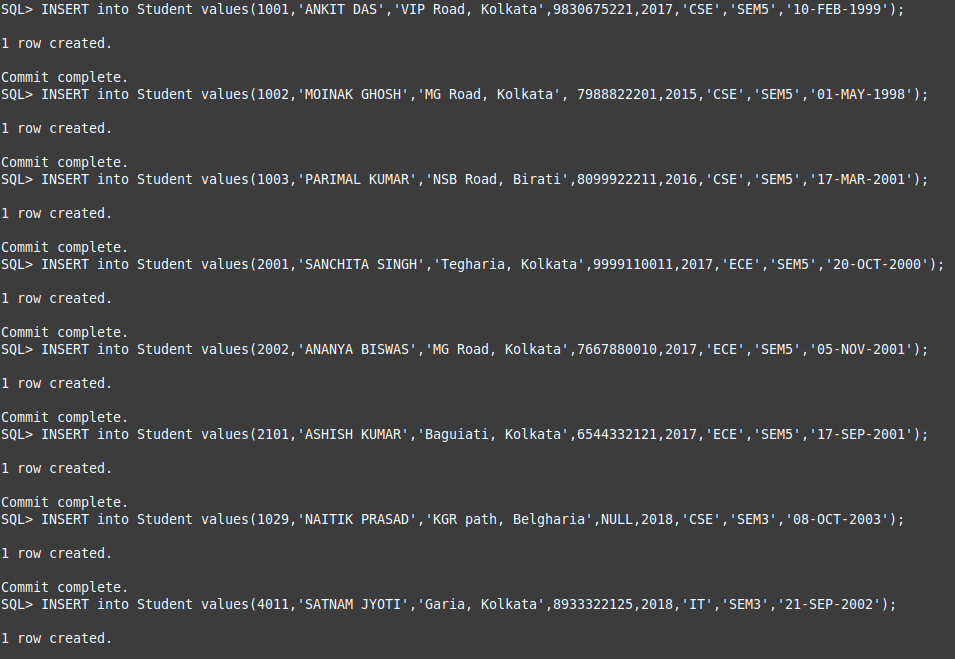 SQL> INSERT into Student values(1001,'ANKIT DAS','VIP Road, Kolkata',9830675221,2017,'CSE','SEM5','10-FEB-1999');
1 row created.
Commit complete.
SQL> INSERT into Student values(1002,'MOINAK GHOSH','MG Road, Kolkata', 7988822201,2015,'CSE','SEM5','01-MAY-1998');
1 row created.
Commit complete.
SQL> INSERT into Student values(1003,'PARIMAL KUMAR','NSB Road, Birati',8099922211,2016,'CSE','SEM5','17-MAR-2001');
1 row created.
Commit complete.
SQL> INSERT into Student values(2001,'SANCHITA SINGH','Tegharia, Kolkata',9999110011,2017,'ECE','SEM5','20-OCT-2000');
1 row created.
Commit complete.
SQL> INSERT into Student values(2002,'ANANYA BISWAS','MG Road, Kolkata',7667880010,2017,'ECE','SEM5','05-NOV-2001');
1 row created.
Commit complete.
SQL> INSERT into Student values(2101,'ASHISH KUMAR','Baguiati, Kolkata',6544332121,2017,'ECE','SEM5','17-SEP-2001');
1 row created.
Commit complete.
SQL> INSERT into Student values(1029,'NAITIK PRASAD','KGR path, Belgharia',NULL,2018,'CSE','SEM3','08-OCT-2003');
1 row created.
Commit complete.
SQL> INSERT into Student values(4011,'SATNAM JYOTI','Garia, Kolkata',8933322125,2018,'IT','SEM3','21-SEP-2002');
1 row created.